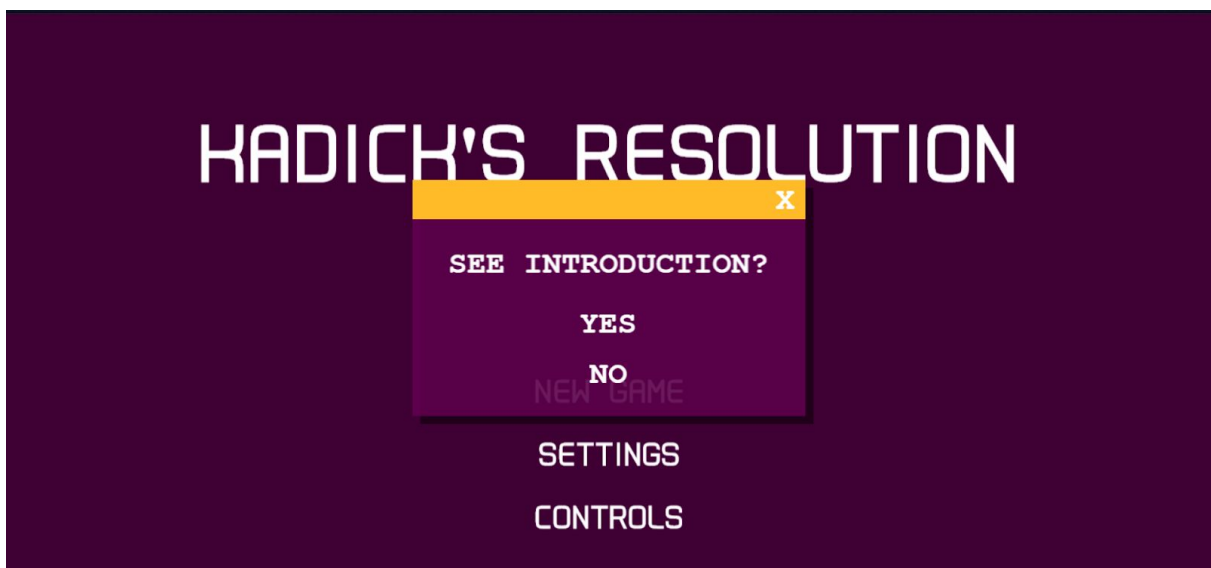 KADICK'S RESOLUTION
X
SEE INTRODUCTION?
YES
NO
NEW GAME
SETTINGS
CONTROLS